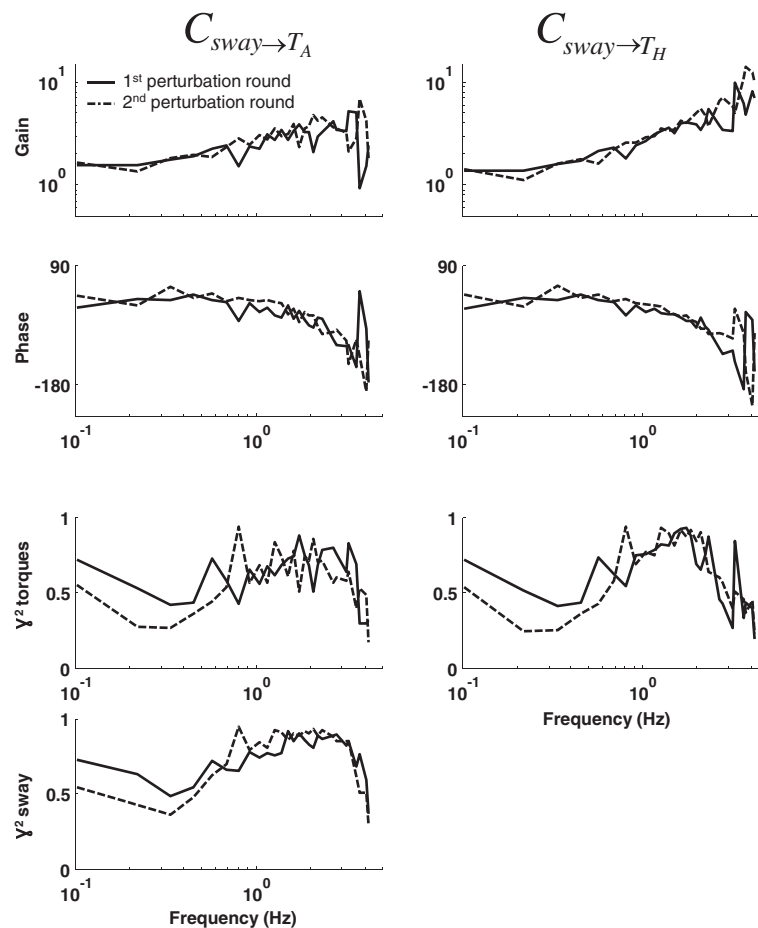 C sway→T_A
C sway→T_H
1st perturbation round
2nd perturbation round
Gain
10^1
10^0
10^1
10^0
Phase
90
-180
10^-1
10^0
90
-180
10^-1
10^0
γ² torques
1
0.5
0
10^-1
10^0
1
0.5
0
10^-1
10^0
Frequency (Hz)
γ² sway
1
0.5
0
10^-1
10^0
Frequency (Hz)